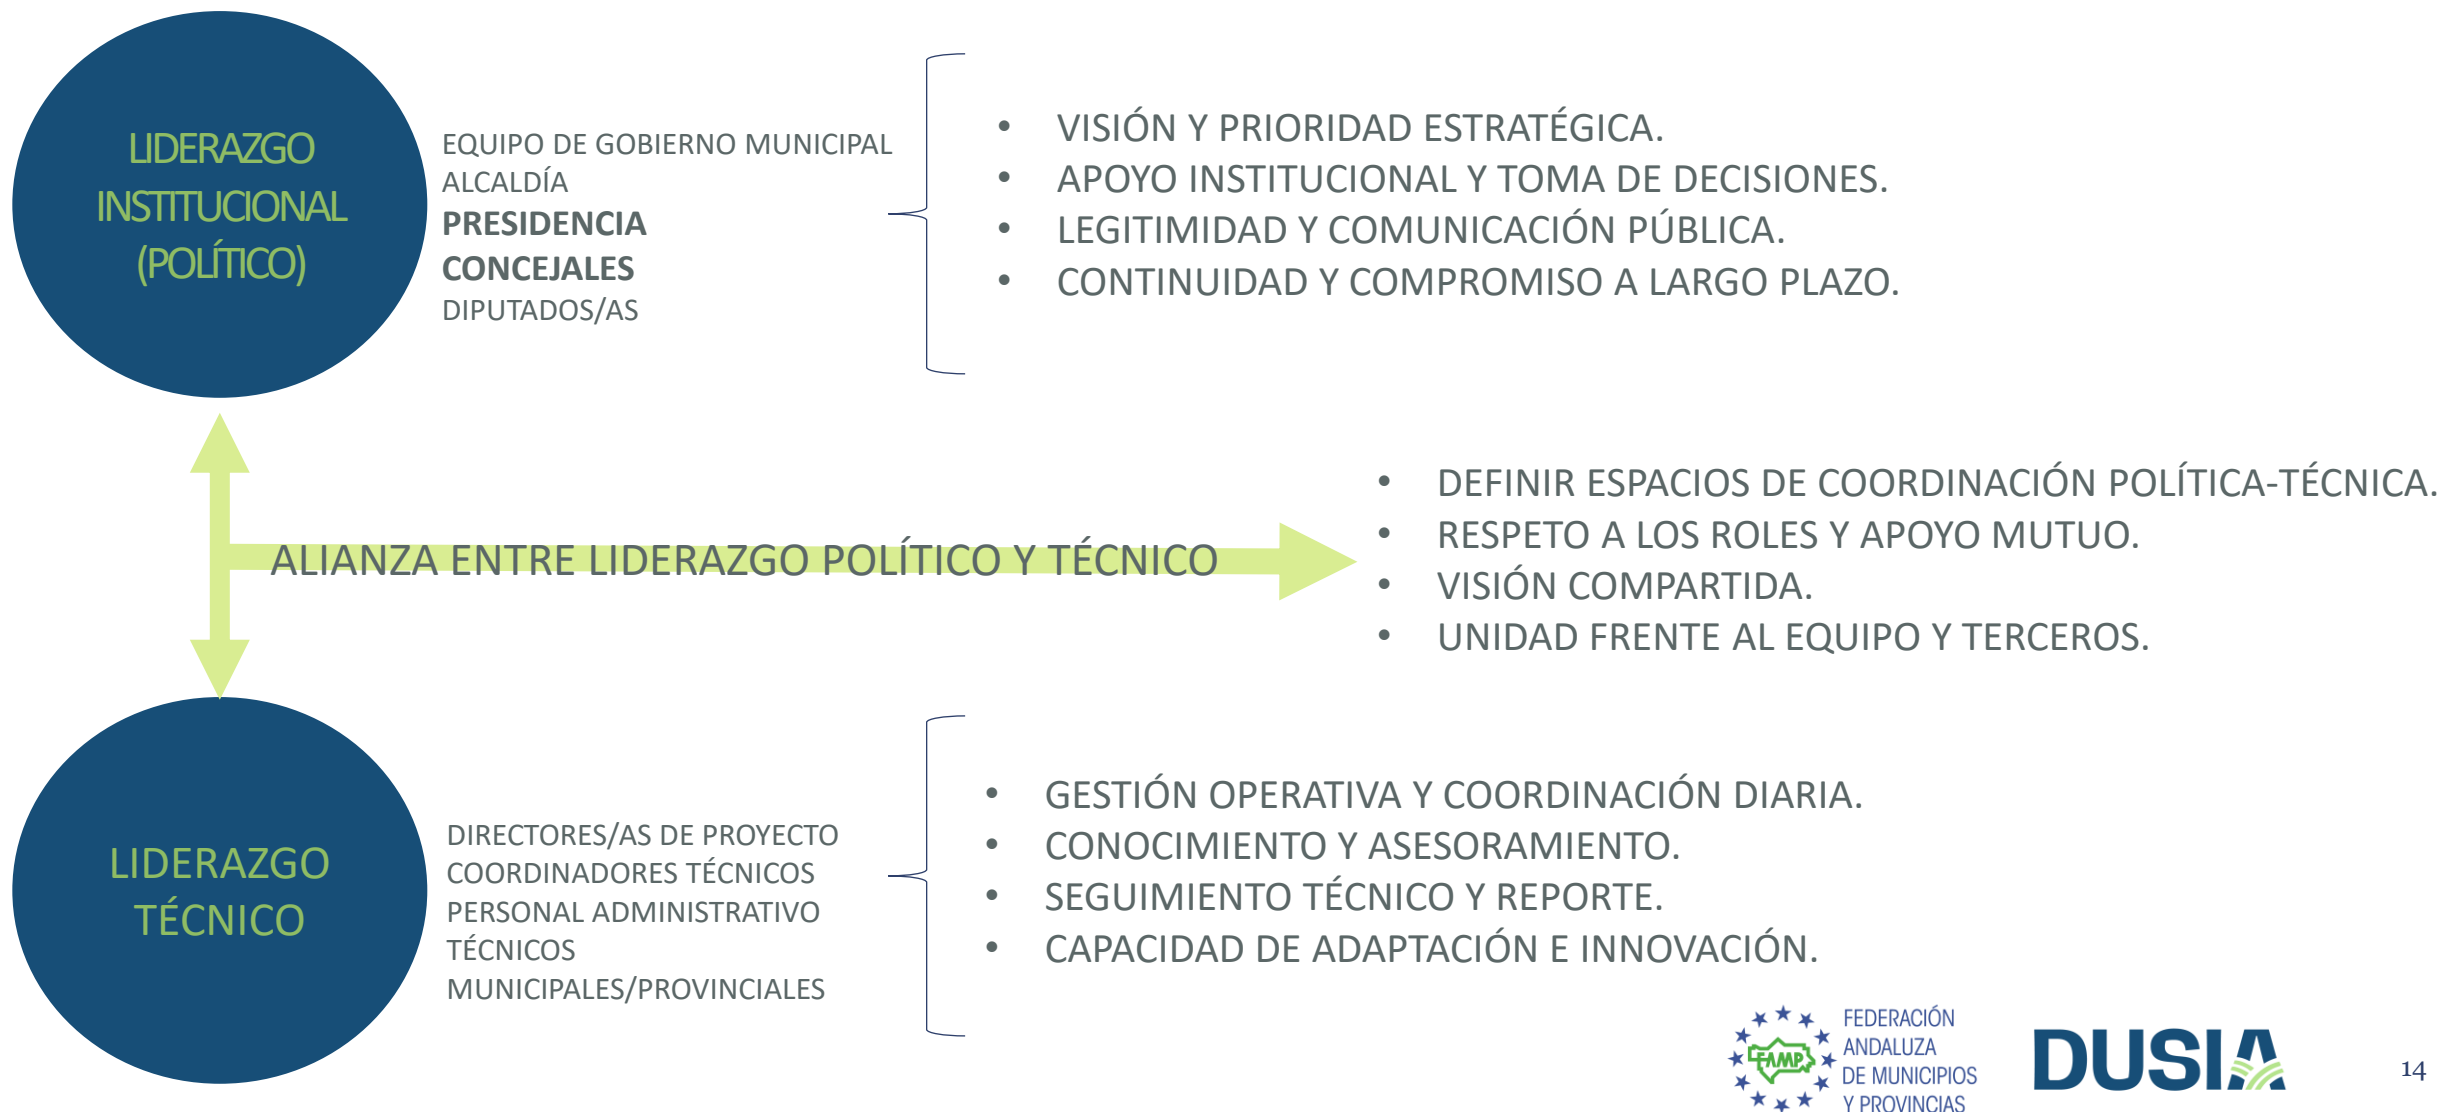 LIDERAZGO
INSTITUCIONAL
(POLÍTICO)
EQUIPO DE GOBIERNO MUNICIPAL
ALCALDÍA
PRESIDENCIA
CONCEJALES
DIPUTADOS/AS
• VISIÓN Y PRIORIDAD ESTRATÉGICA.
• APOYO INSTITUCIONAL Y TOMA DE DECISIONES.
• LEGITIMIDAD Y COMUNICACIÓN PÚBLICA.
• CONTINUIDAD Y COMPROMISO A LARGO PLAZO.
ALIANZA ENTRE LIDERAZGO POLÍTICO Y TÉCNICO
• DEFINIR ESPACIOS DE COORDINACIÓN POLÍTICA-TÉCNICA.
• RESPETO A LOS ROLES Y APOYO MUTUO.
• VISIÓN COMPARTIDA.
• UNIDAD FRENTE AL EQUIPO Y TERCEROS.
LIDERAZGO
TÉCNICO
DIRECTORES/AS DE PROYECTO
COORDINADORES TÉCNICOS
PERSONAL ADMINISTRATIVO
TÉCNICOS
MUNICIPALES/PROVINCIALES
• GESTIÓN OPERATIVA Y COORDINACIÓN DIARIA.
• CONOCIMIENTO Y ASESORAMIENTO.
• SEGUIMIENTO TÉCNICO Y REPORTE.
• CAPACIDAD DE ADAPTACIÓN E INNOVACIÓN.
FAMP
FEDERACIÓN
ANDALUZA
DE MUNICIPIOS
Y PROVINCIAS
DUSIA
14